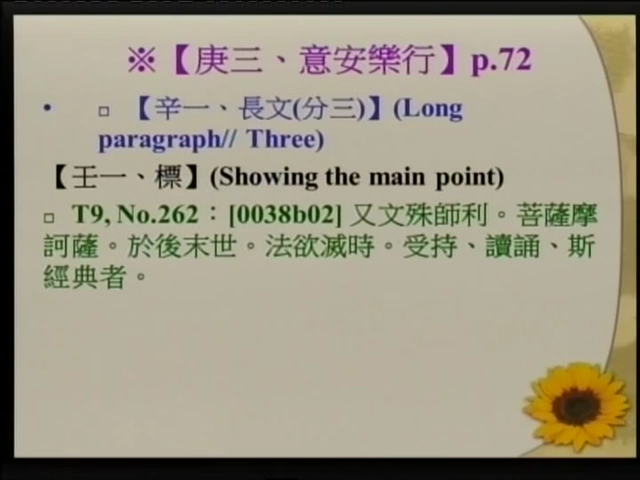 ※【庚三、意安樂行】p.72
• □ 【辛一、長文(分三)】(Long
paragraph// Three)
【壬一、標】(Showing the main point)
□ T9, No.262：[0038b02] 又文殊師利。菩薩摩
訶薩。於後末世。法欲滅時。受持、讀誦、斯
經典者。